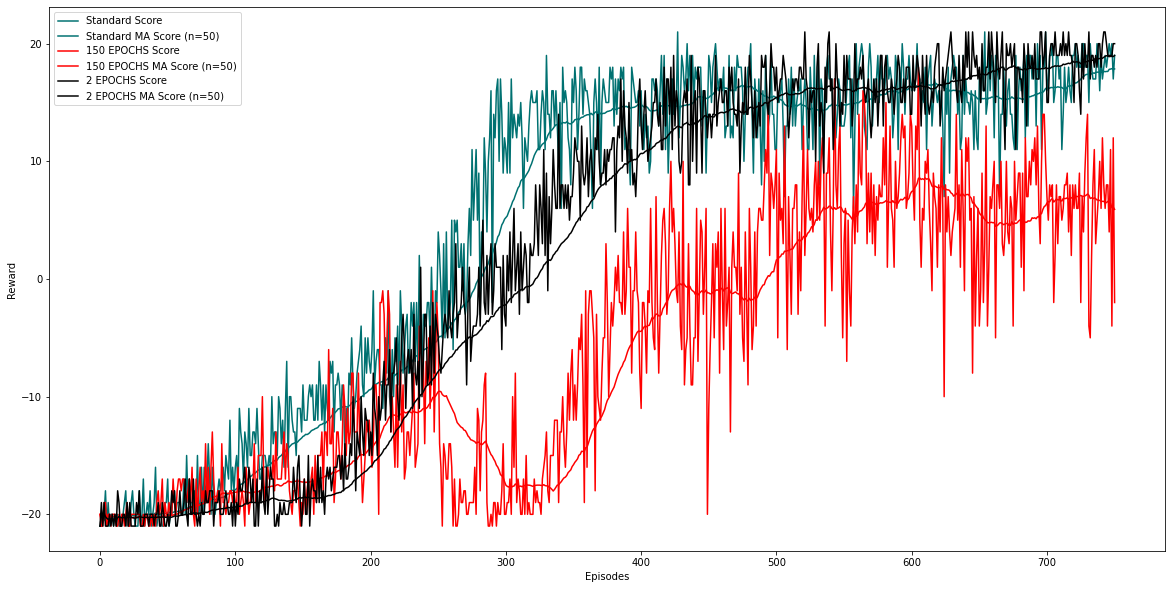 Standard Score
Standard MA Score (n=50)
150 EPOCHS Score
150 EPOCHS MA Score (n=50)
2 EPOCHS Score
2 EPOCHS MA Score (n=50)
20
10
0
−10
−20
Reward
0 100 200 300 400 500 600 700
Episodes